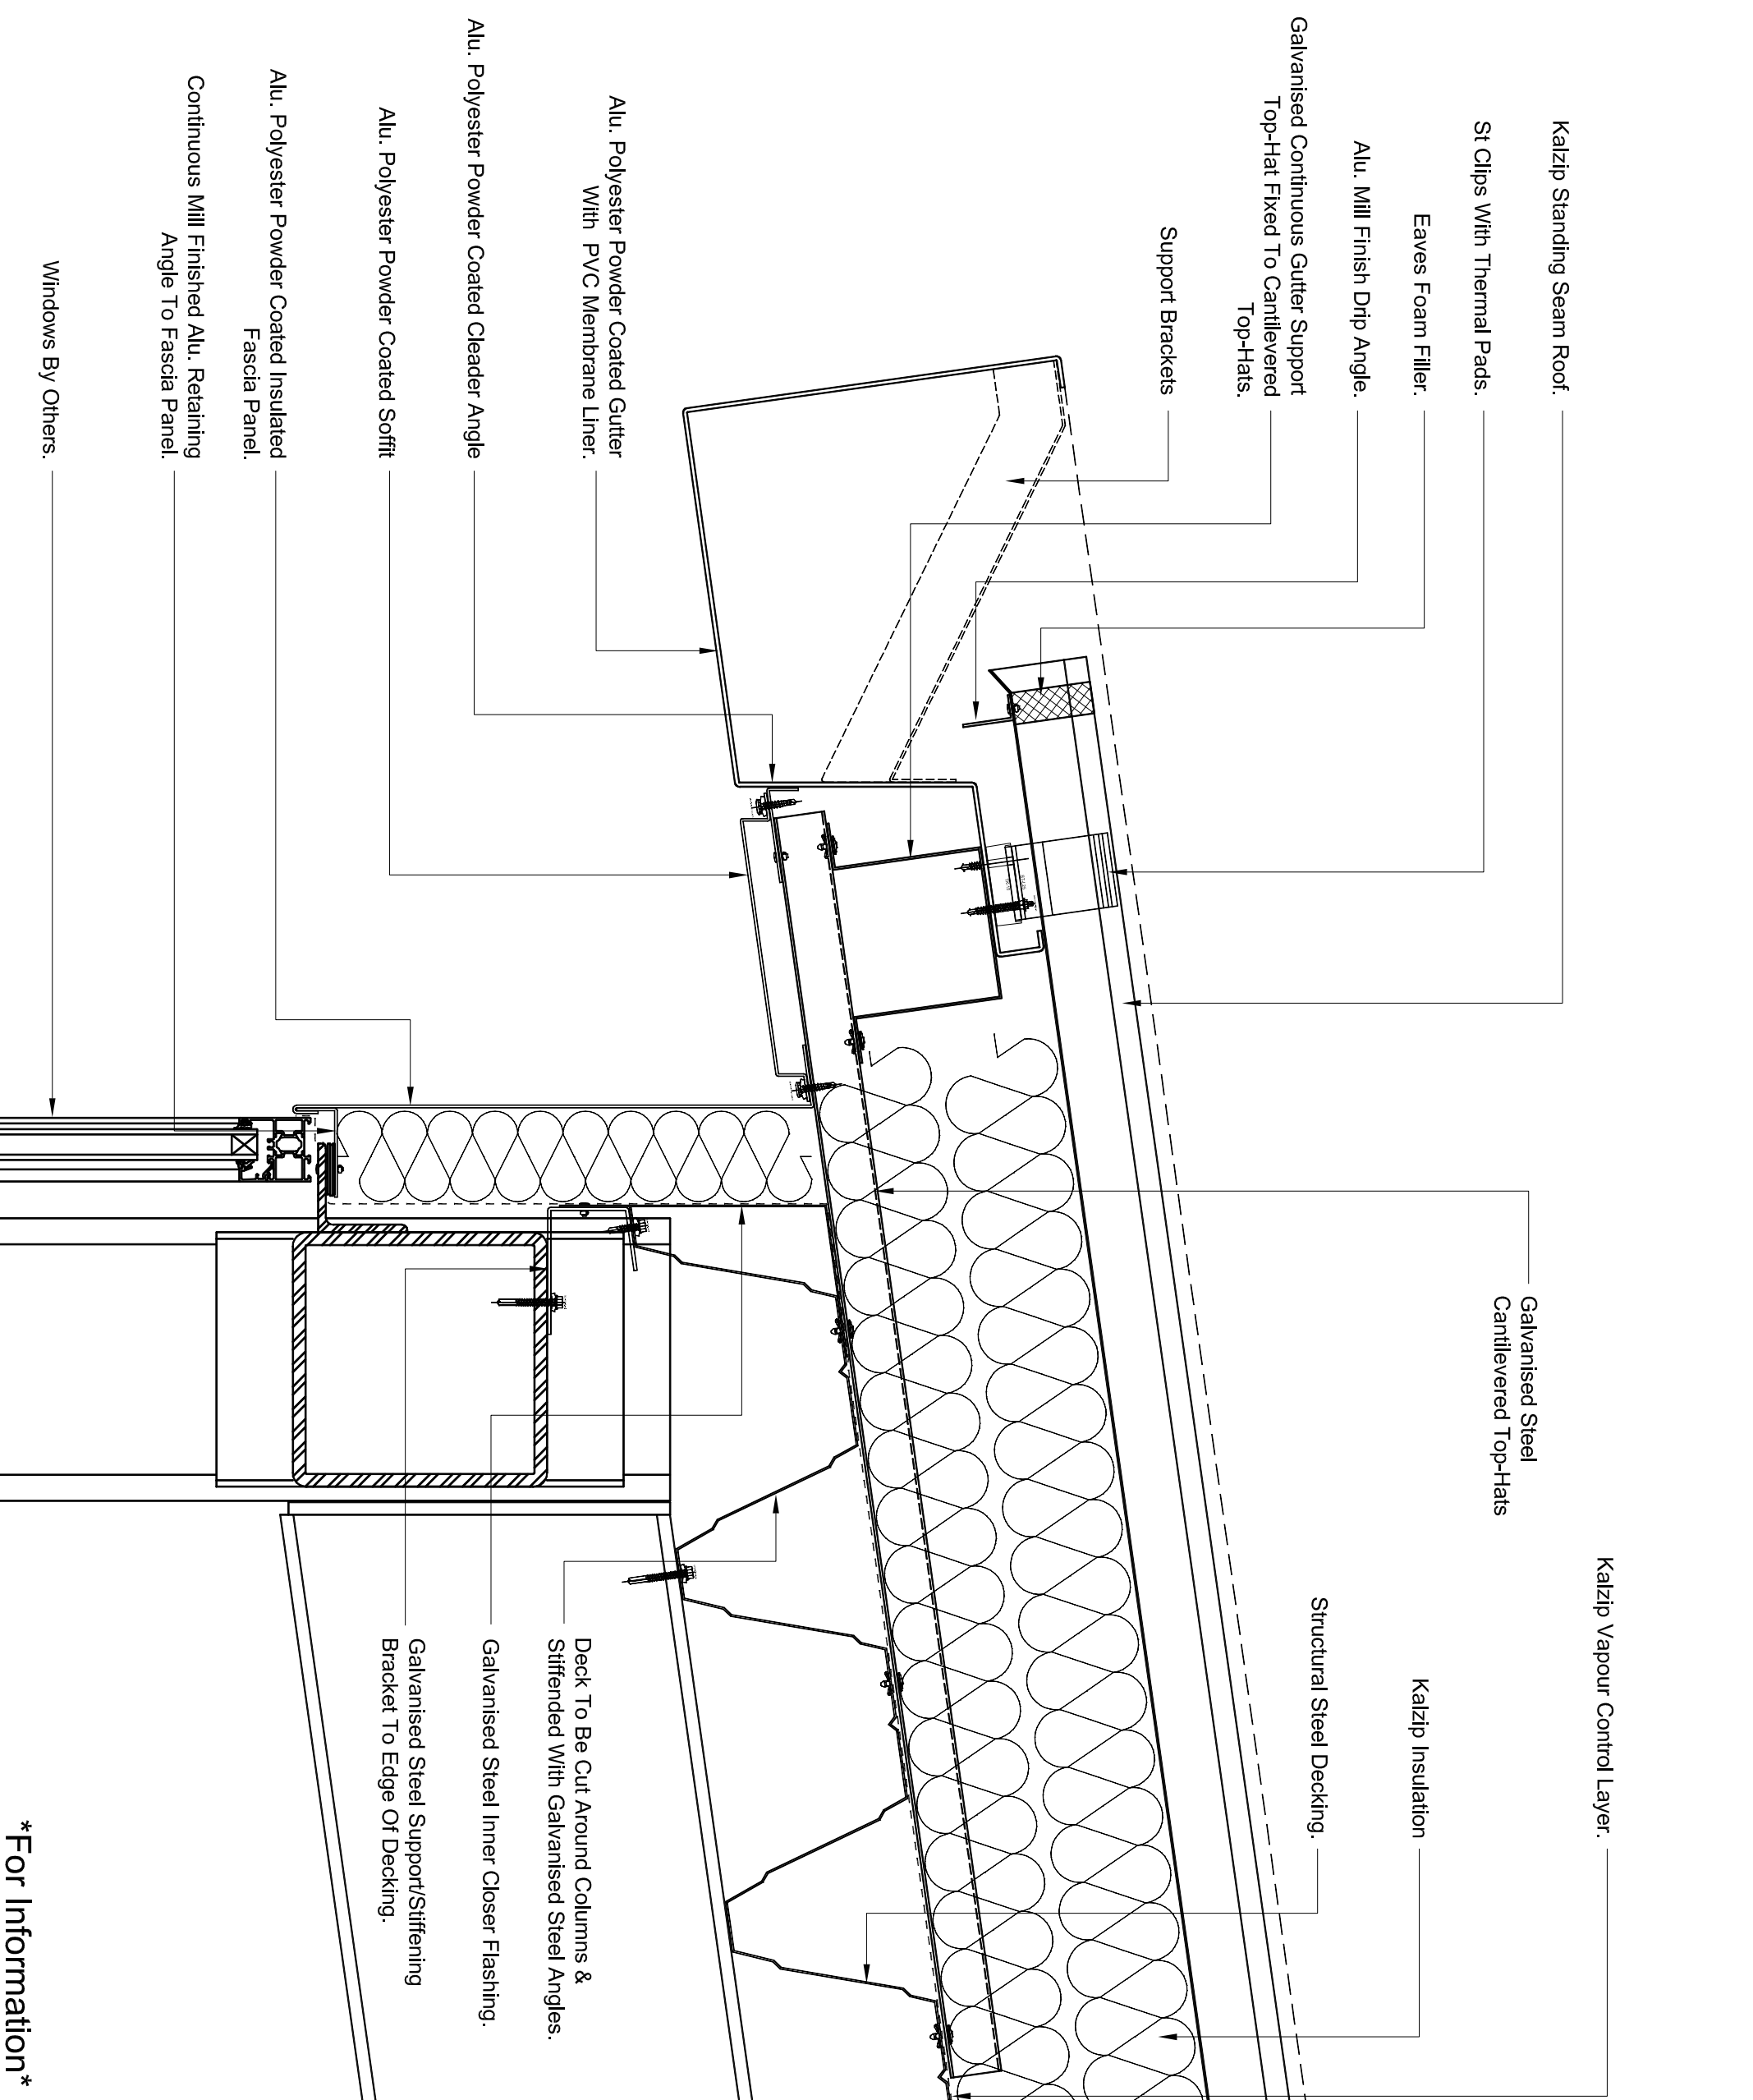 Kalzip Vapour Control Layer.
Kalzip Standing Seam Roof.
Galvanised Steel
Cantilevered Top-Hats
St Clips With Thermal Pads.
Kalzip Insulation
Eaves Foam Filler.
Alu. Mill Finish Drip Angle.
Structural Steel Decking.
Galvanised Continuous Gutter Support
Top-Hat Fixed To Cantilevered
Top-Hats.
Support Brackets
Alu. Polyester Powder Coated Gutter
With PVC Membrane Liner.
Deck To Be Cut Around Columns &
Stiffended With Galvanised Steel Angles.
Alu. Polyester Powder Coated Cleader Angle
Galvanised Steel Inner Closer Flashing.
Alu. Polyester Powder Coated Soffit
Galvanised Steel Support/Stiffening
Bracket To Edge Of Decking.
Alu. Polyester Powder Coated Insulated
Fascia Panel.
Continuous Mill Finished Alu. Retaining
Angle To Fascia Panel.
Windows By Others.
*For Information*